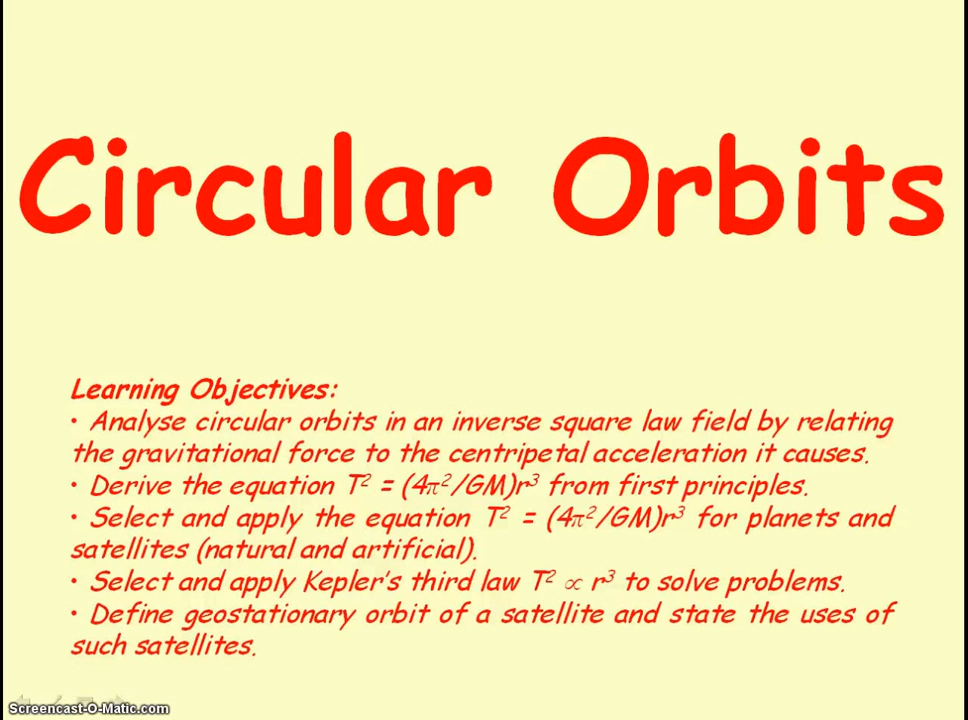 Circular Orbits
Learning Objectives:
• Analyse circular orbits in an inverse square law field by relating
the gravitational force to the centripetal acceleration it causes.
• Derive the equation T² = (4π²/GM)r³ from first principles.
• Select and apply the equation T² = (4π²/GM)r³ for planets and
satellites (natural and artificial).
• Select and apply Kepler's third law T² ∝ r³ to solve problems.
• Define geostationary orbit of a satellite and state the uses of
such satellites.
Screencast-O-Matic.com